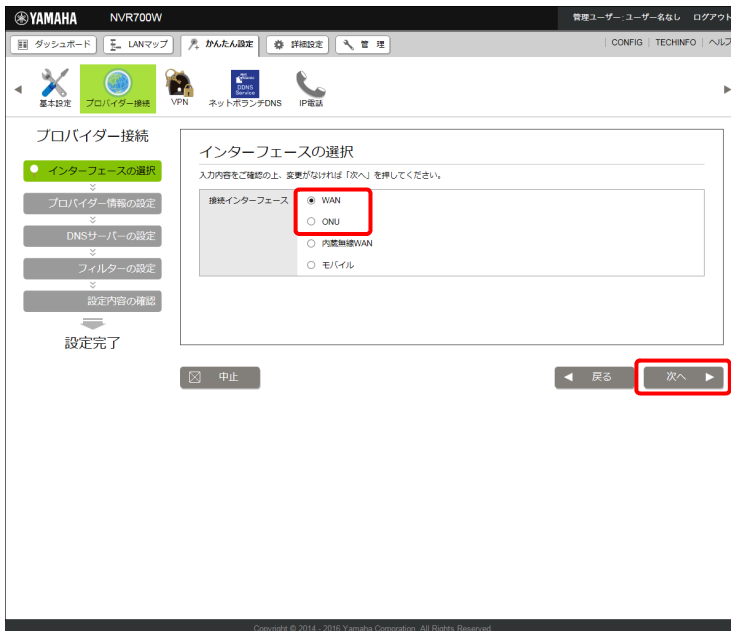 YAMAHA NVR700W 管理ユーザー:ユーザー名なし ログアウト
ダッシュボード LANマップ かんたん設定 詳細設定 管 理 CONFIG | TECHINFO | ヘルプ
基本設定 プロバイダー接続 VPN ネットボランチDNS IP電話
DDNS
Service
プロバイダー接続
インターフェースの選択
プロバイダー情報の設定
DNSサーバーの設定
フィルターの設定
設定内容の確認
設定完了
インターフェースの選択
入力内容をご確認の上、変更がなければ「次へ」を押してください。
接続インターフェース
WAN
ONU
内蔵無線WAN
モバイル
中止
戻る
次へ
Copyright © 2014 - 2016 Yamaha Corporation. All Rights Reserved.